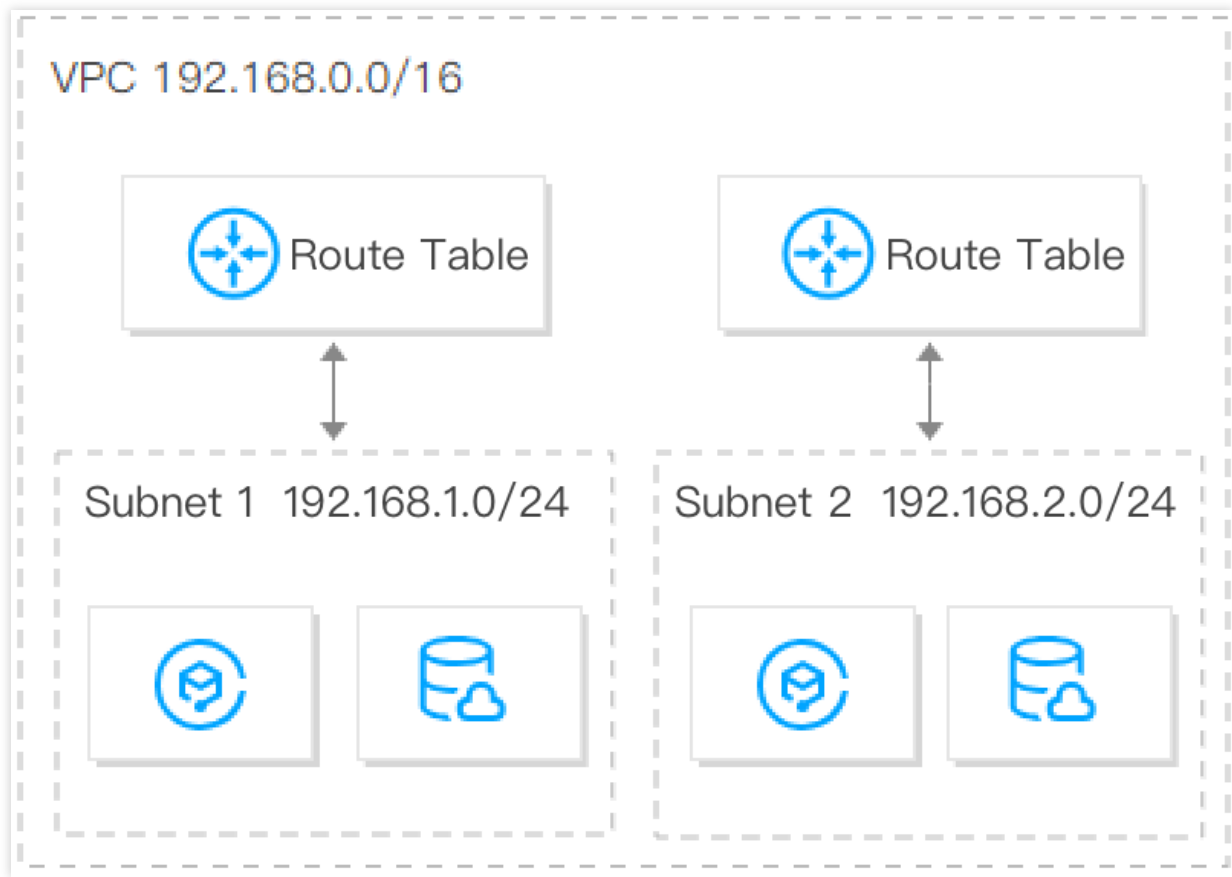 VPC 192.168.0.0/16
Route Table
Route Table
Subnet 1 192.168.1.0/24
Subnet 2 192.168.2.0/24